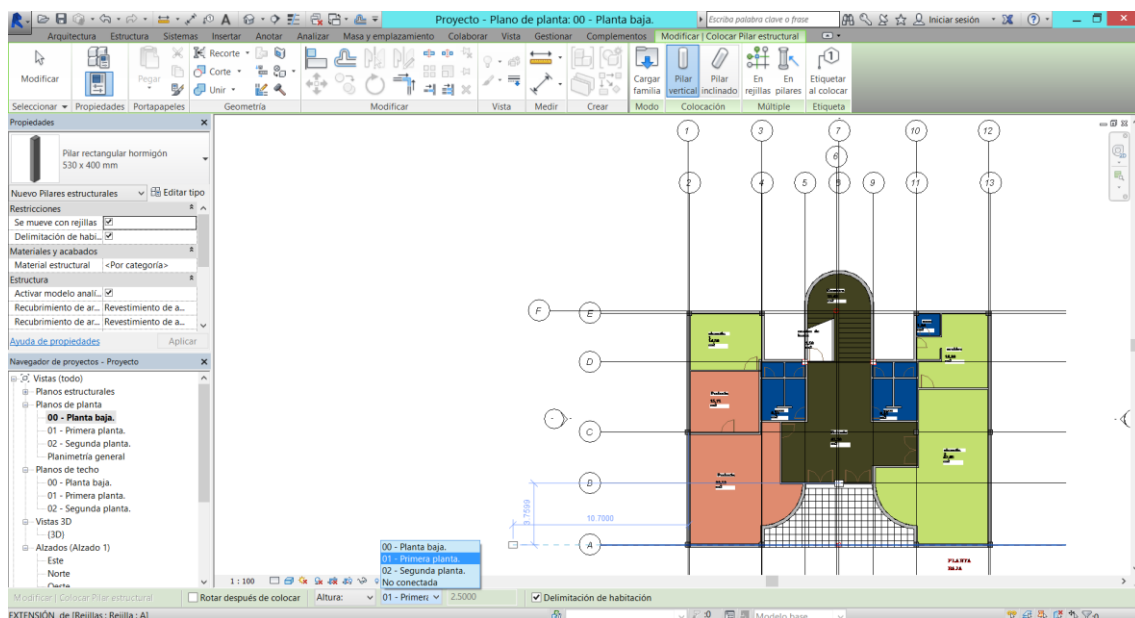 Proyecto - Plano de planta: 00 - Planta baja.
Escriba palabra clave o frase
Iniciar sesión
Arquitectura Estructura Sistemas Insertar Anotar Analizar Masa y emplazamiento Colaborar Vista Gestionar Complementos Modificar | Colocar Pilar estructural
Recorte
Corte
Unir
Modificar
Pegar
Cargar familia
Pilar vertical
Pilar inclinado
En rejillas
En pilares
Etiquetar al colocar
Seleccionar Propiedades Portapapeles Geometría Modificar Vista Medir Crear Modo Colocación Múltiple Etiqueta
Propiedades
Pilar rectangular hormigón
530 x 400 mm
Nuevo Pilares estructurales Editar tipo
Restricciones
Se mueve con rejillas
Delimitación de habi...
Materiales y acabados
Material estructural <Por categoría>
Estructura
Activar modelo analí...
Recubrimiento de ar... Revestimiento de a...
Recubrimiento de ar... Revestimiento de a...
Ayuda de propiedades Aplicar
Navegador de proyectos - Proyecto
Vistas (todo)
Planos estructurales
Planos de planta
00 - Planta baja.
01 - Primera planta.
02 - Segunda planta.
Planimetría general
Planos de techo
00 - Planta baja.
01 - Primera planta.
02 - Segunda planta.
Vistas 3D
{3D}
Alzados (Alzado 1)
Este
Norte
Oeste
1 3 7 10 12
6
2 4 5 8 9 11 13
F E
D
C
B
A
3.7599
10.7000
PLANTA
BAJA
00 - Planta baja.
01 - Primera planta.
02 - Segunda planta.
No conectada
1 : 100
Modificar | Colocar Pilar estructural Rotar después de colocar Altura: 01 - Primera 2.5000 Delimitación de habitación
EXTENSIÓN de [Rejillas : Rejilla : A] :0 Modelo base :0